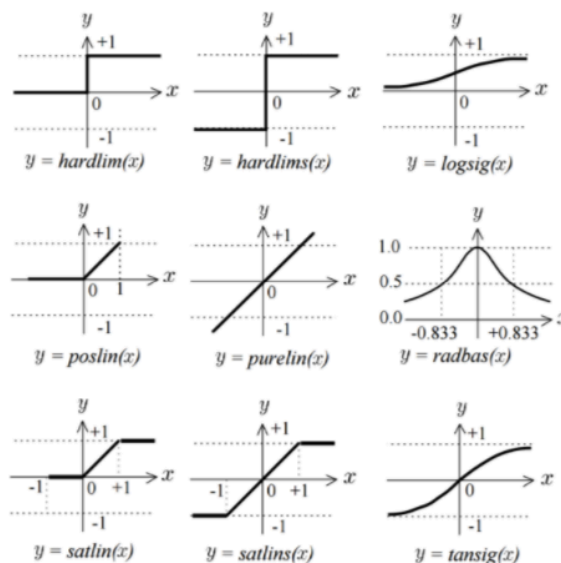 y
+1
x
0
-1
y = hardlim(x)
y
+1
x
0
-1
y = hardlims(x)
y
+1
x
0
-1
y = logsig(x)
y
+1
x
0
1
-1
y = poslin(x)
y
+1
x
0
-1
y = purelin(x)
y
1.0
0.5
0.0
x
-0.833 +0.833
y = radbas(x)
y
+1
x
-1 0 +1
-1
y = satlin(x)
y
+1
x
-1 0 +1
-1
y = satlins(x)
y
+1
x
0
-1
y = tansig(x)